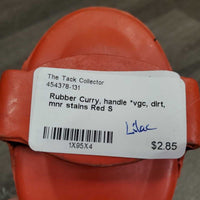 The Tack Collector
454378-131
Rubber Curry, handle *vgc, dirt,
mnr stains Red S
Lilac
1X95X4
$2.85